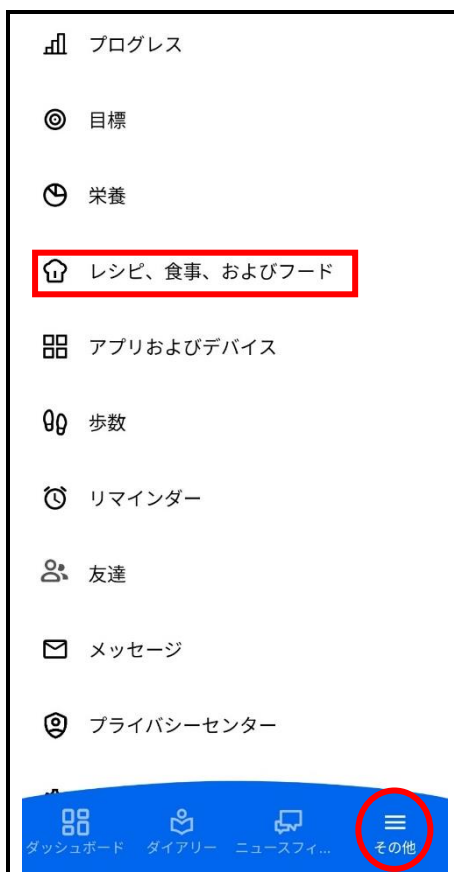 プログレス
目標
栄養
レシピ、食事、およびフード
アプリおよびデバイス
歩数
リマインダー
友達
メッセージ
プライバシーセンター
ダッシュボード ダイアリー ニュースフィ... その他